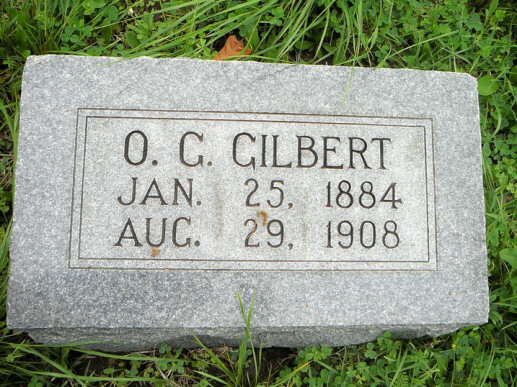 O. G. GILBERT
JAN. 25, 1884
AUG. 29, 1908